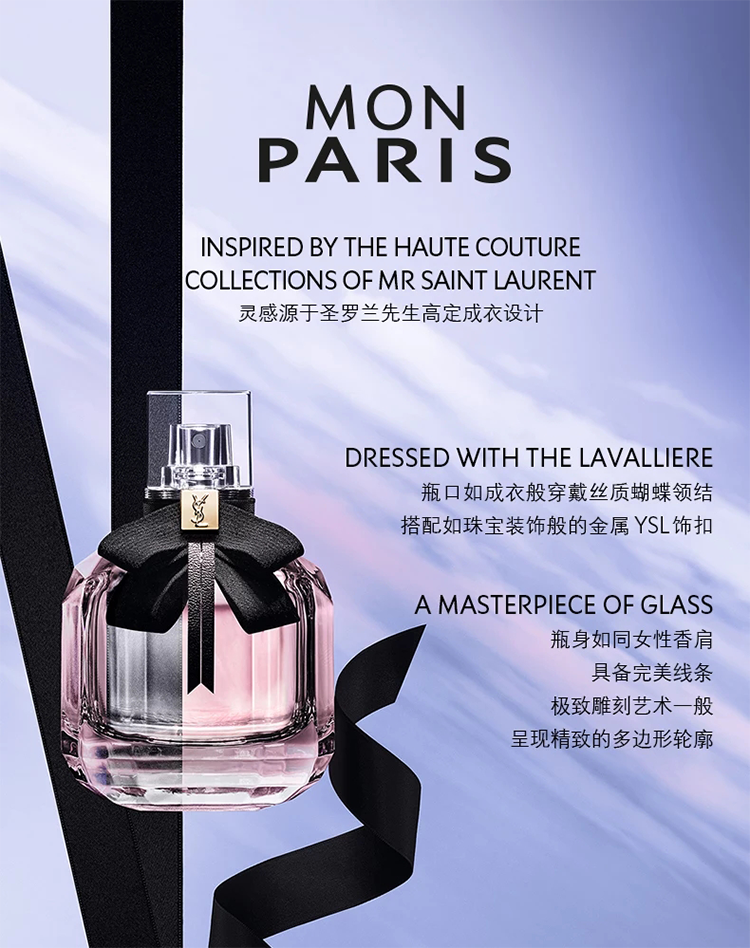 MON
PARIS
INSPIRED BY THE HAUTE COUTURE
COLLECTIONS OF MR SAINT LAURENT
灵感源于圣罗兰先生高定成衣设计
DRESSED WITH THE LAVALLIERE
瓶口如成衣般穿戴丝质蝴蝶领结
搭配如珠宝装饰般的金属 YSL饰扣
YSL
A MASTERPIECE OF GLASS
瓶身如同女性香肩
具备完美线条
极致雕刻艺术一般
呈现精致的多边形轮廓